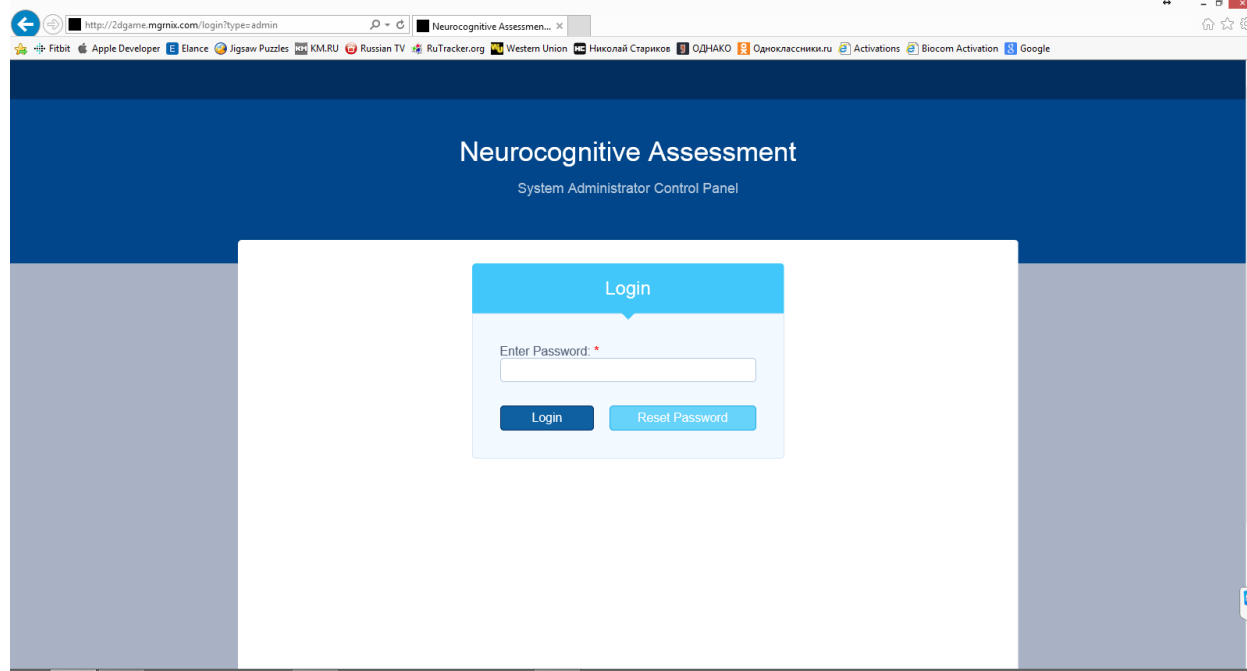 http://2dgame.mgrnix.com/login?type=admin
Neurocognitive Assessmen...
Fitbit Apple Developer Elance Jigsaw Puzzles KM.RU Russian TV RuTracker.org Western Union Николай Стариков ОДНАКО Одноклассники.ru Activations Biocom Activation Google
Neurocognitive Assessment
System Administrator Control Panel
Login
Enter Password: *
Login Reset Password